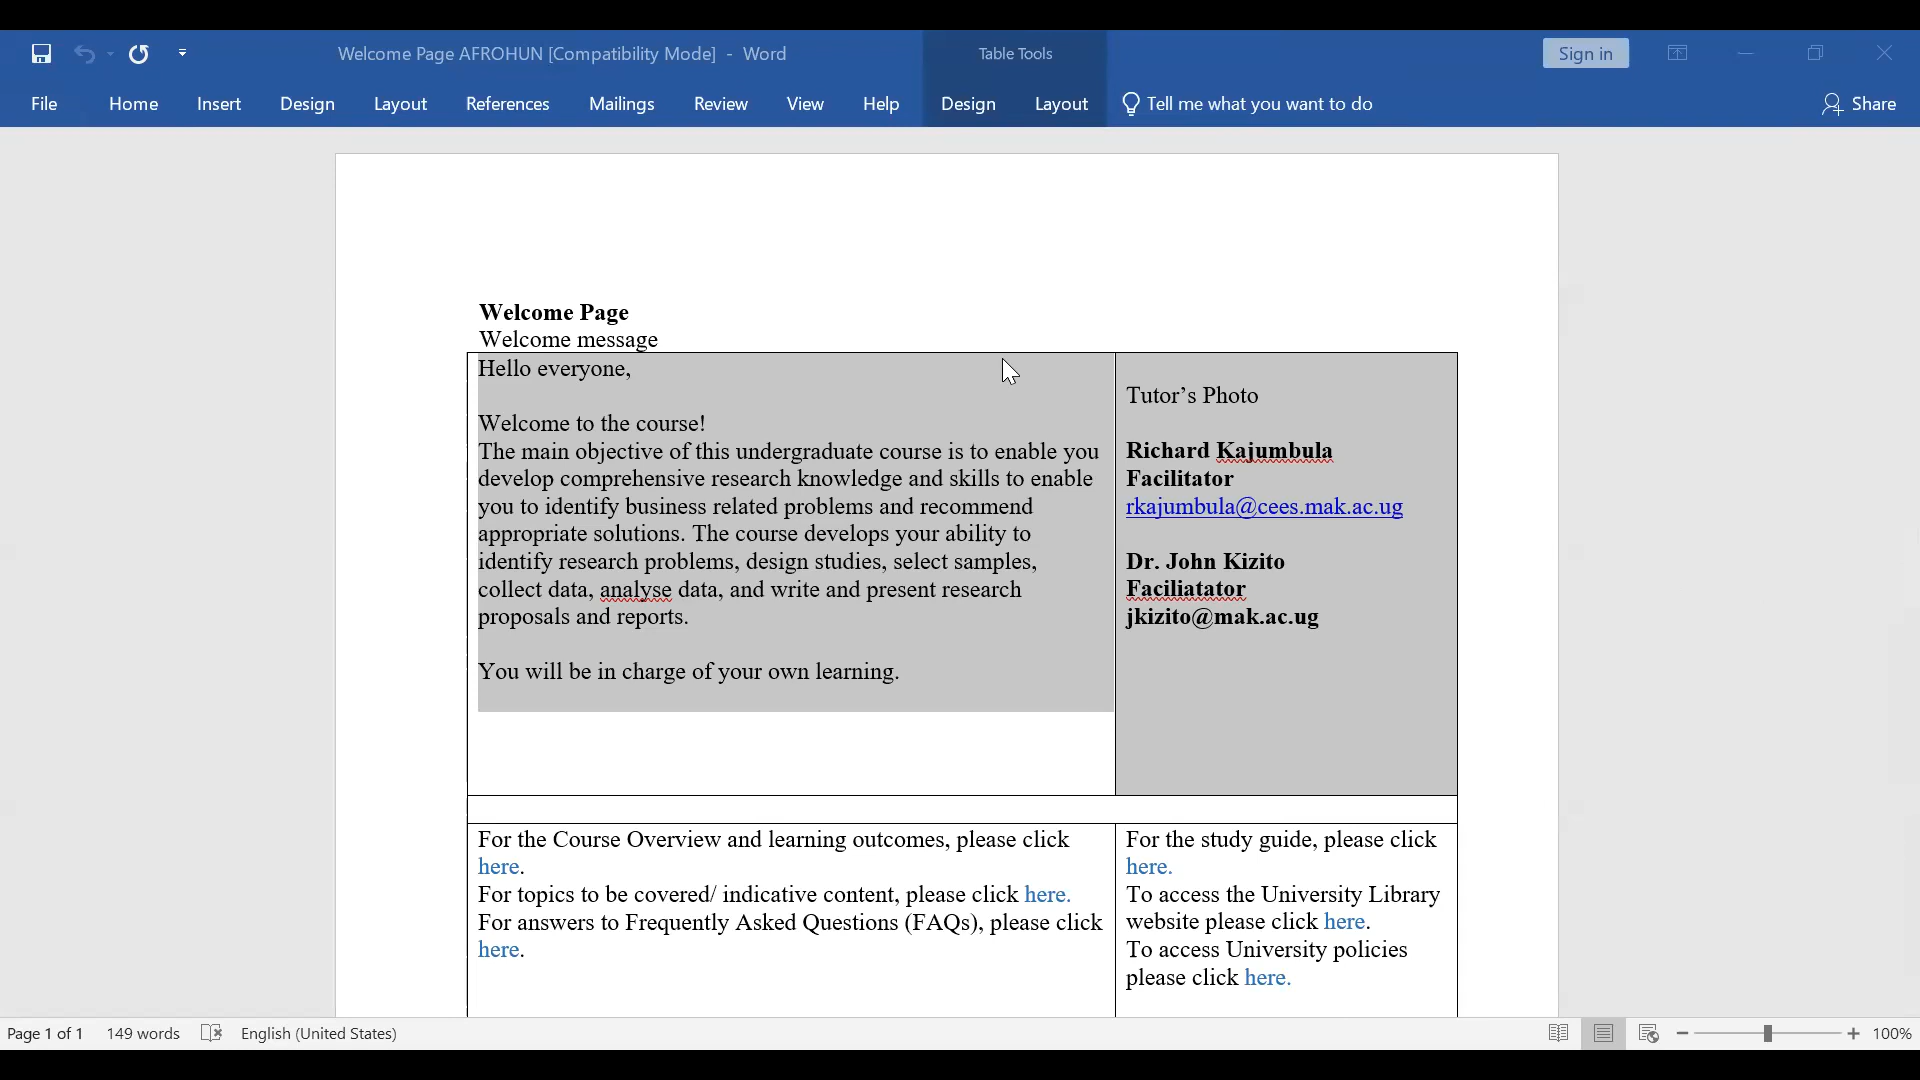 Welcome Page AFROHUN [Compatibility Mode] - Word
Table Tools
Sign in
File Home Insert Design Layout References Mailings Review View Help Design Layout Tell me what you want to do Share
Welcome Page
Welcome message
Hello everyone,
Welcome to the course!
The main objective of this undergraduate course is to enable you
develop comprehensive research knowledge and skills to enable
you to identify business related problems and recommend
appropriate solutions. The course develops your ability to
identify research problems, design studies, select samples,
collect data, analyse data, and write and present research
proposals and reports.
You will be in charge of your own learning.
Tutor’s Photo
Richard Kajumbula
Facilitator
rkajumbula@cees.mak.ac.ug
Dr. John Kizito
Faciliatator
jkizito@mak.ac.ug
For the Course Overview and learning outcomes, please click
here.
For topics to be covered/ indicative content, please click here.
For answers to Frequently Asked Questions (FAQs), please click
here.
For the study guide, please click
here.
To access the University Library
website please click here.
To access University policies
please click here.
Page 1 of 1 149 words English (United States) 100%